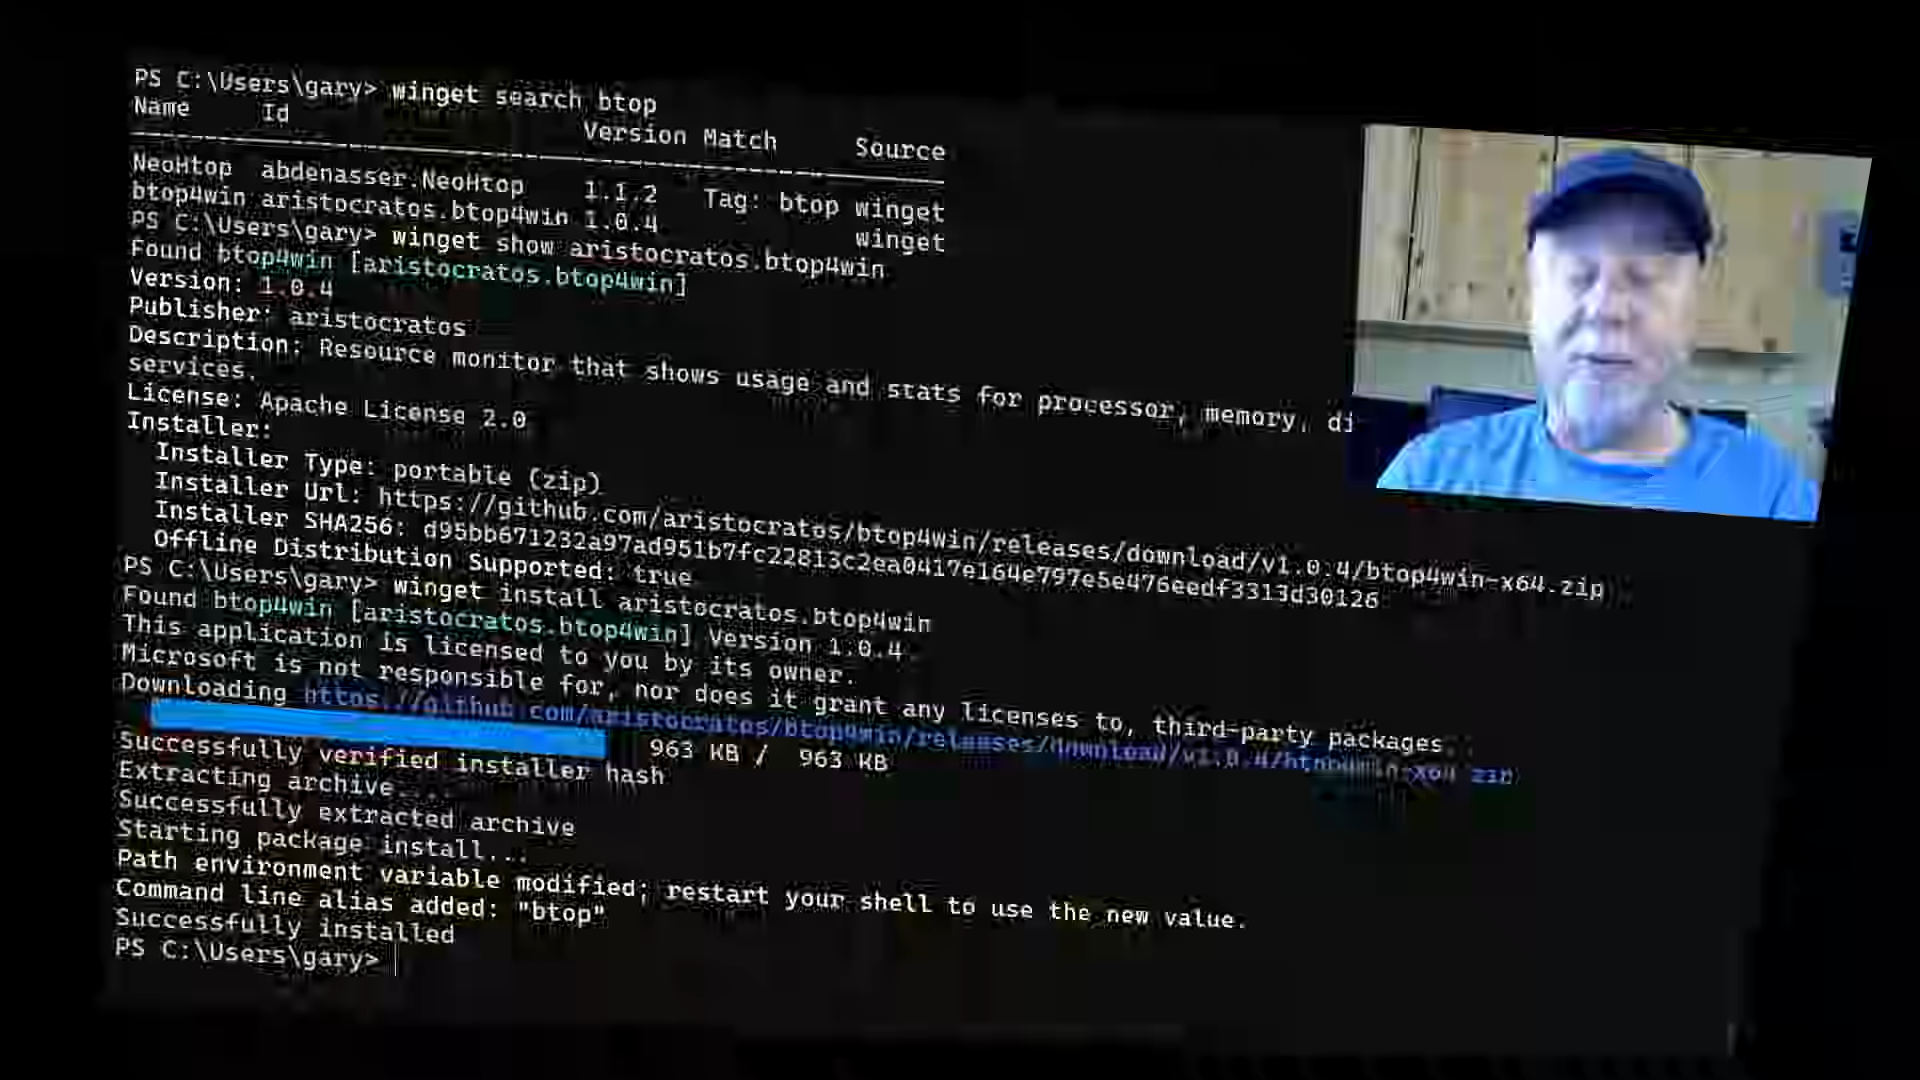 PS C:\Users\gary> winget search btop
Name Id Version Match Source
NeoHtop abdenasser.NeoHtop 1.1.2 Tag: btop winget
btop4win aristocratos.btop4win 1.0.4 winget
PS C:\Users\gary> winget show aristocratos.btop4win
Found btop4win [aristocratos.btop4win]
Version: 1.0.4
Publisher: aristocratos
Description: Resource monitor that shows usage and stats for processor, memory, di
services.
License: Apache License 2.0
Installer:
Installer Type: portable (zip)
Installer Url: https://github.com/aristocratos/btop4win/releases/download/v1.0.4/btop4win-x64.zip
Installer SHA256: d95bb671232a97ad951b7fc22813c2ea0417e164e797e5e476eedf3313d30126
Offline Distribution Supported: true
PS C:\Users\gary> winget install aristocratos.btop4win
Found btop4win [aristocratos.btop4win] Version 1.0.4
This application is licensed to you by its owner.
Microsoft is not responsible for, nor does it grant any licenses to, third-party packages.
Downloading https://github.com/aristocratos/btop4win/releases/download/v1.0.4/btop4win-x64.zip
963 KB / 963 KB
Successfully verified installer hash
Extracting archive...
Successfully extracted archive
Starting package install...
Path environment variable modified; restart your shell to use the new value.
Command line alias added: "btop"
Successfully installed
PS C:\Users\gary>